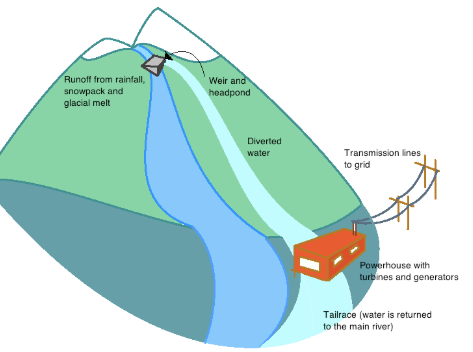 Runoff from rainfall,
snowpack and
glacial melt
Weir and
headpond
Diverted
water
Transmission lines
to grid
Powerhouse with
turbines and generators
Tailrace (water is returned
to the main river)